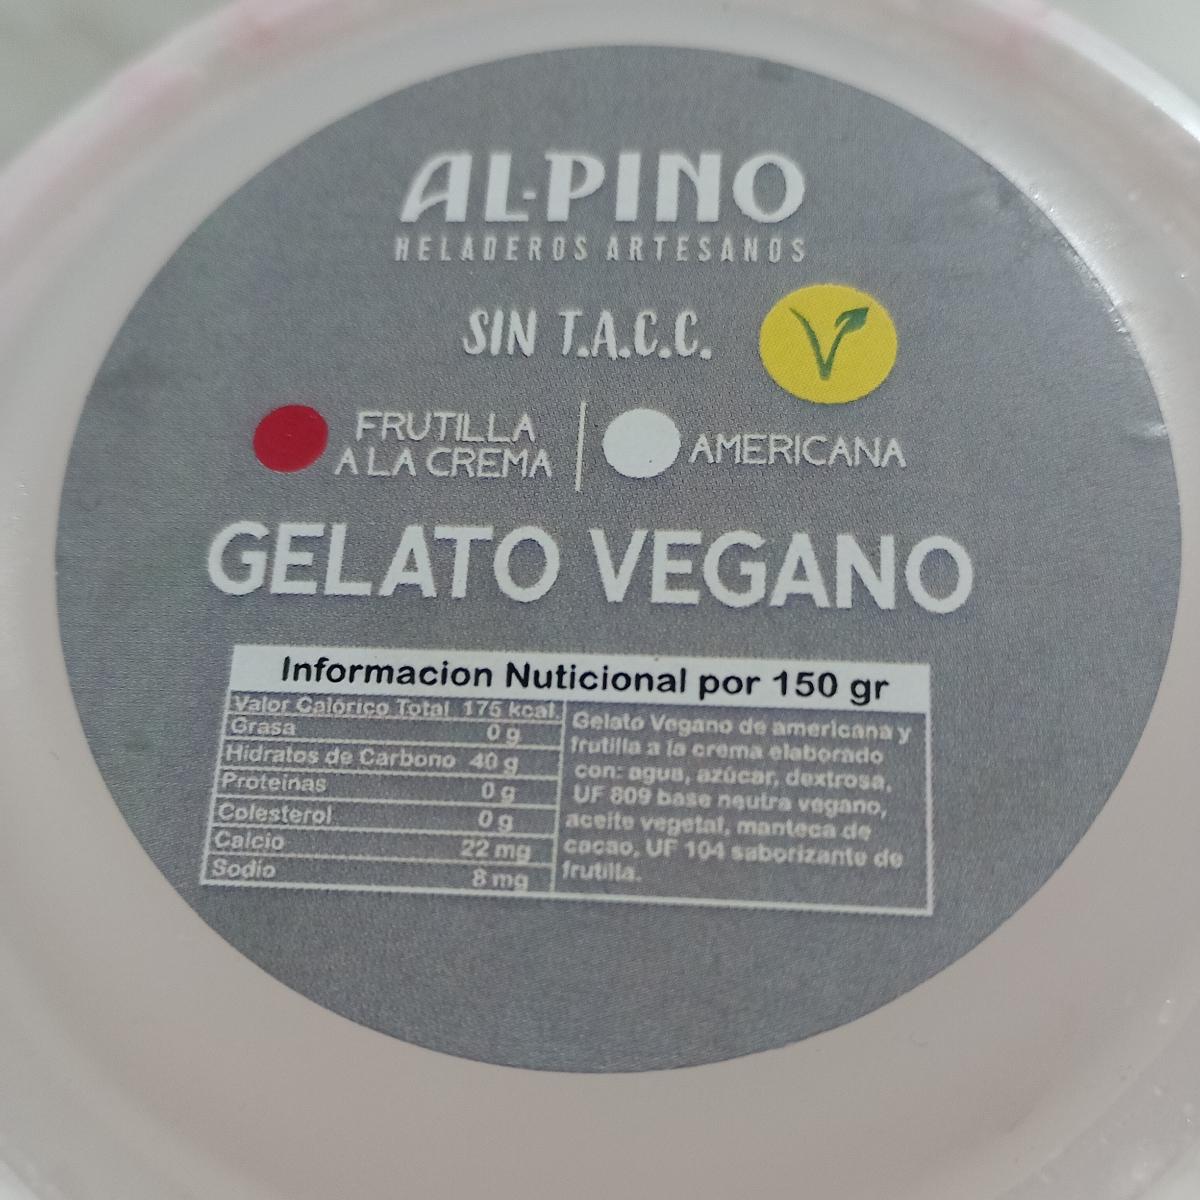 AL-PINO
HELADEROS ARTESANOS
SIN T.A.C.C.
FRUTILLA
A LA CREMA
AMERICANA
GELATO VEGANO
Informacion Nuticional por 150 gr
Valor Calórico Total 175 kcal.
Grasa 0 g
Hidratos de Carbono 40 g
Proteínas 0 g
Colesterol 0 g
Calcio 22 mg
Sodio 8 mg
Gelato Vegano de americana y
frutilla a la crema elaborado
con: agua, azúcar, dextrosa,
UF 809 base neutra vegano,
aceite vegetal, manteca de
cacao, UF 104 saborizante de
frutilla.